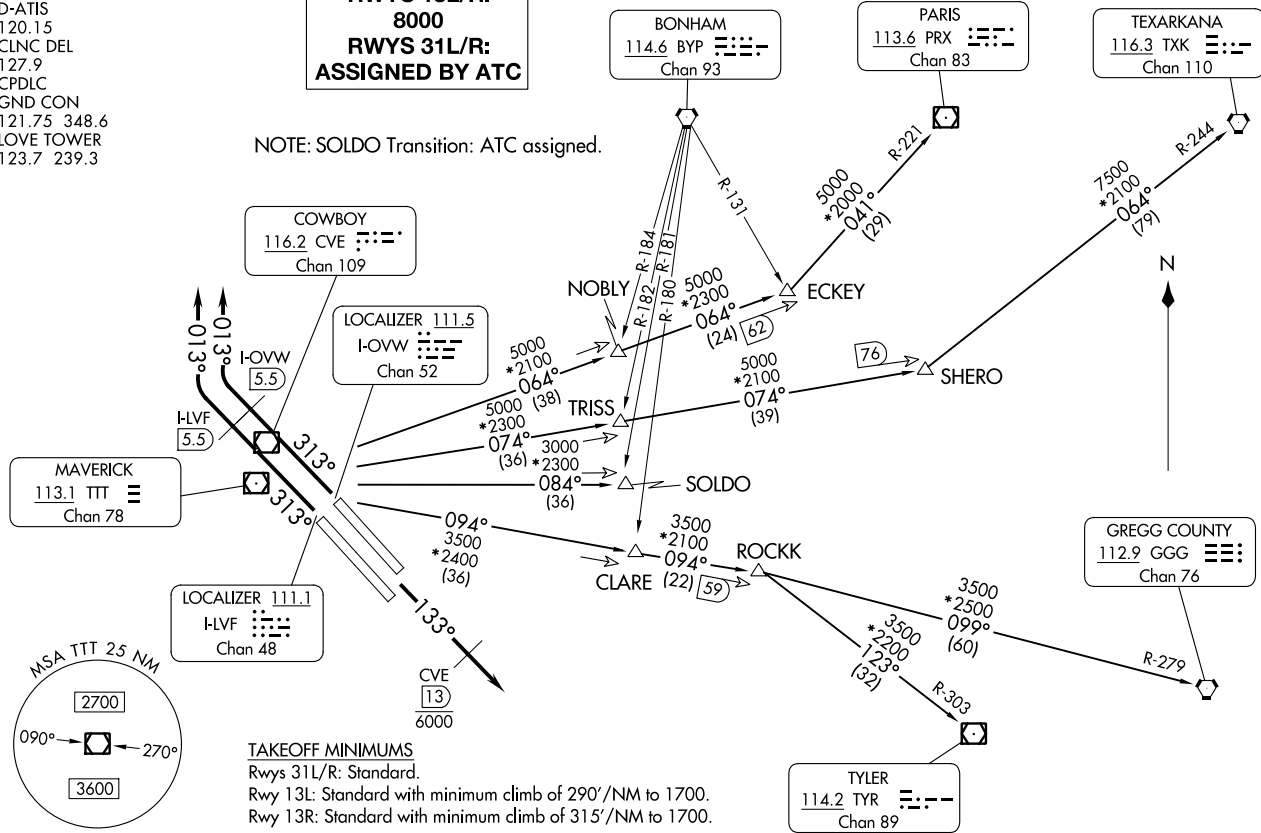 D-ATIS
120.15
CLNC DEL
127.9
CPDLC
GND CON
121.75 348.6
LOVE TOWER
123.7 239.3
8000
RWYS 31L/R:
ASSIGNED BY ATC
NOTE: SOLDO Transition: ATC assigned.
BONHAM
114.6 BYP
Chan 93
PARIS
113.6 PRX
Chan 83
TEXARKANA
116.3 TXK
Chan 110
R-221
R-244
R-131
5000
*2000
041°
(29)
7500
*2100
064°
(79)
N
COWBOY
116.2 CVE
Chan 109
R-184
R-182
R-181
R-180
NOBLY
5000
*2300
064°
(24)
62
ECKEY
LOCALIZER 111.5
I-OVW
Chan 52
013°
013°
I-OVW
5.5
I-LVF
5.5
5000
*2100
064°
(38)
76
SHERO
5000
*2100
074°
(39)
TRISS
5000
*2300
074°
(36)
3000
*2300
084°
(36)
SOLDO
313°
313°
MAVERICK
113.1 TTT
Chan 78
094°
3500
*2400
(36)
CLARE
3500
*2100
094°
(22)
59
ROCKK
GREGG COUNTY
112.9 GGG
Chan 76
3500
*2500
099°
(60)
R-279
3500
*2200
123°
(32)
R-303
LOCALIZER 111.1
I-LVF
Chan 48
133°
CVE
13
6000
MSA TTT 25 NM
2700
090°
270°
3600
TAKEOFF MINIMUMS
Rwys 31L/R: Standard.
Rwy 13L: Standard with minimum climb of 290'/NM to 1700.
Rwy 13R: Standard with minimum climb of 315'/NM to 1700.
TYLER
114.2 TYR
Chan 89